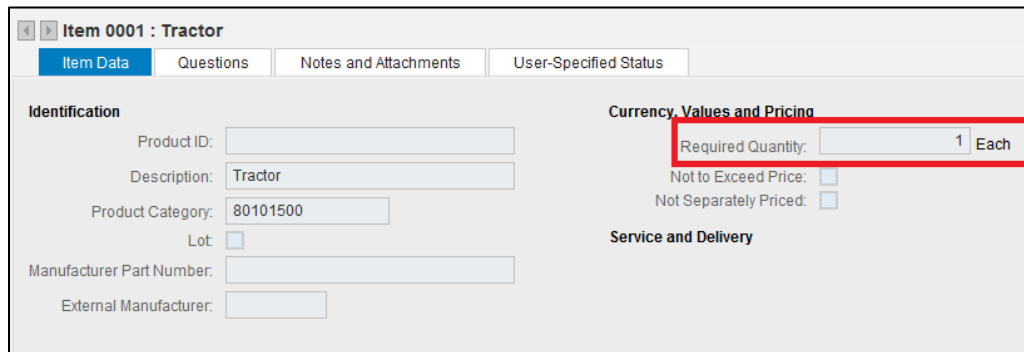 Item 0001 : Tractor
Item Data Questions Notes and Attachments User-Specified Status
Identification
Product ID:
Description: Tractor
Product Category: 80101500
Lot:
Manufacturer Part Number:
External Manufacturer:
Currency, Values and Pricing
Required Quantity: 1 Each
Not to Exceed Price:
Not Separately Priced:
Service and Delivery